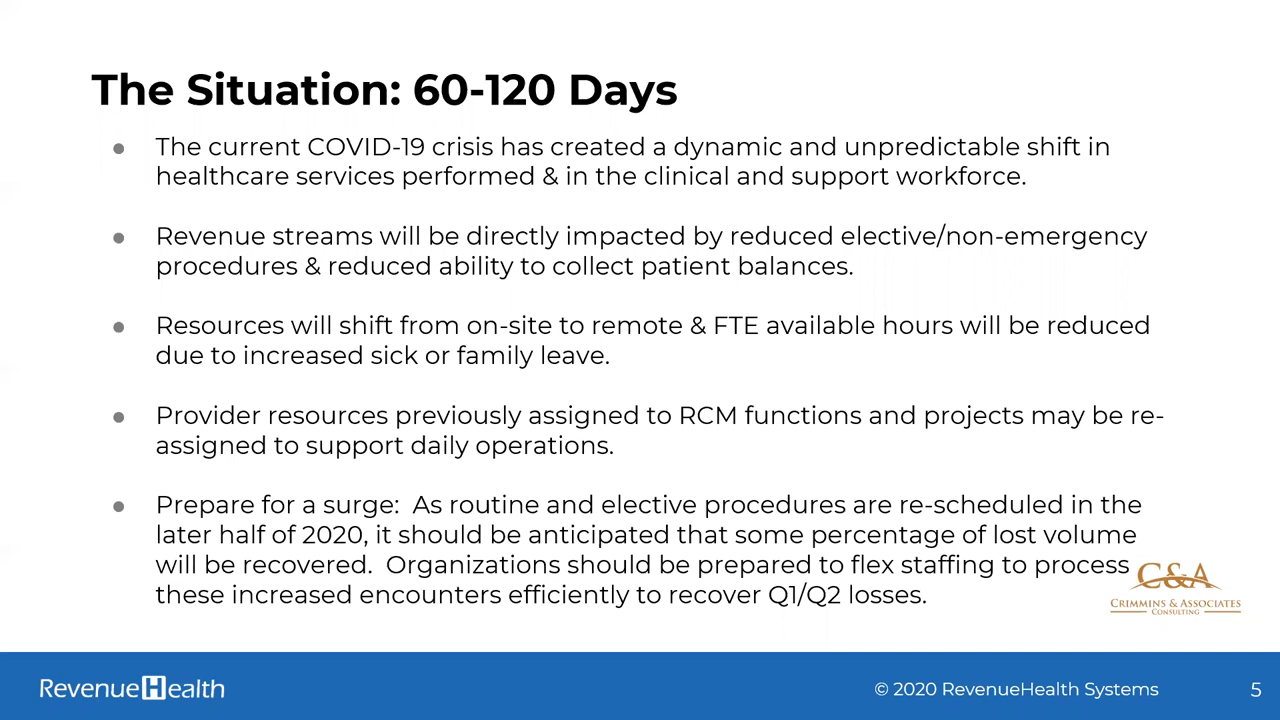 The Situation: 60-120 Days
● The current COVID-19 crisis has created a dynamic and unpredictable shift in
healthcare services performed & in the clinical and support workforce.
● Revenue streams will be directly impacted by reduced elective/non-emergency
procedures & reduced ability to collect patient balances.
● Resources will shift from on-site to remote & FTE available hours will be reduced
due to increased sick or family leave.
● Provider resources previously assigned to RCM functions and projects may be re-
assigned to support daily operations.
● Prepare for a surge:  As routine and elective procedures are re-scheduled in the
later half of 2020, it should be anticipated that some percentage of lost volume
will be recovered.  Organizations should be prepared to flex staffing to process
these increased encounters efficiently to recover Q1/Q2 losses.
C&A
CRIMMINS & ASSOCIATES
CONSULTING
RevenueHealth
© 2020 RevenueHealth Systems
5